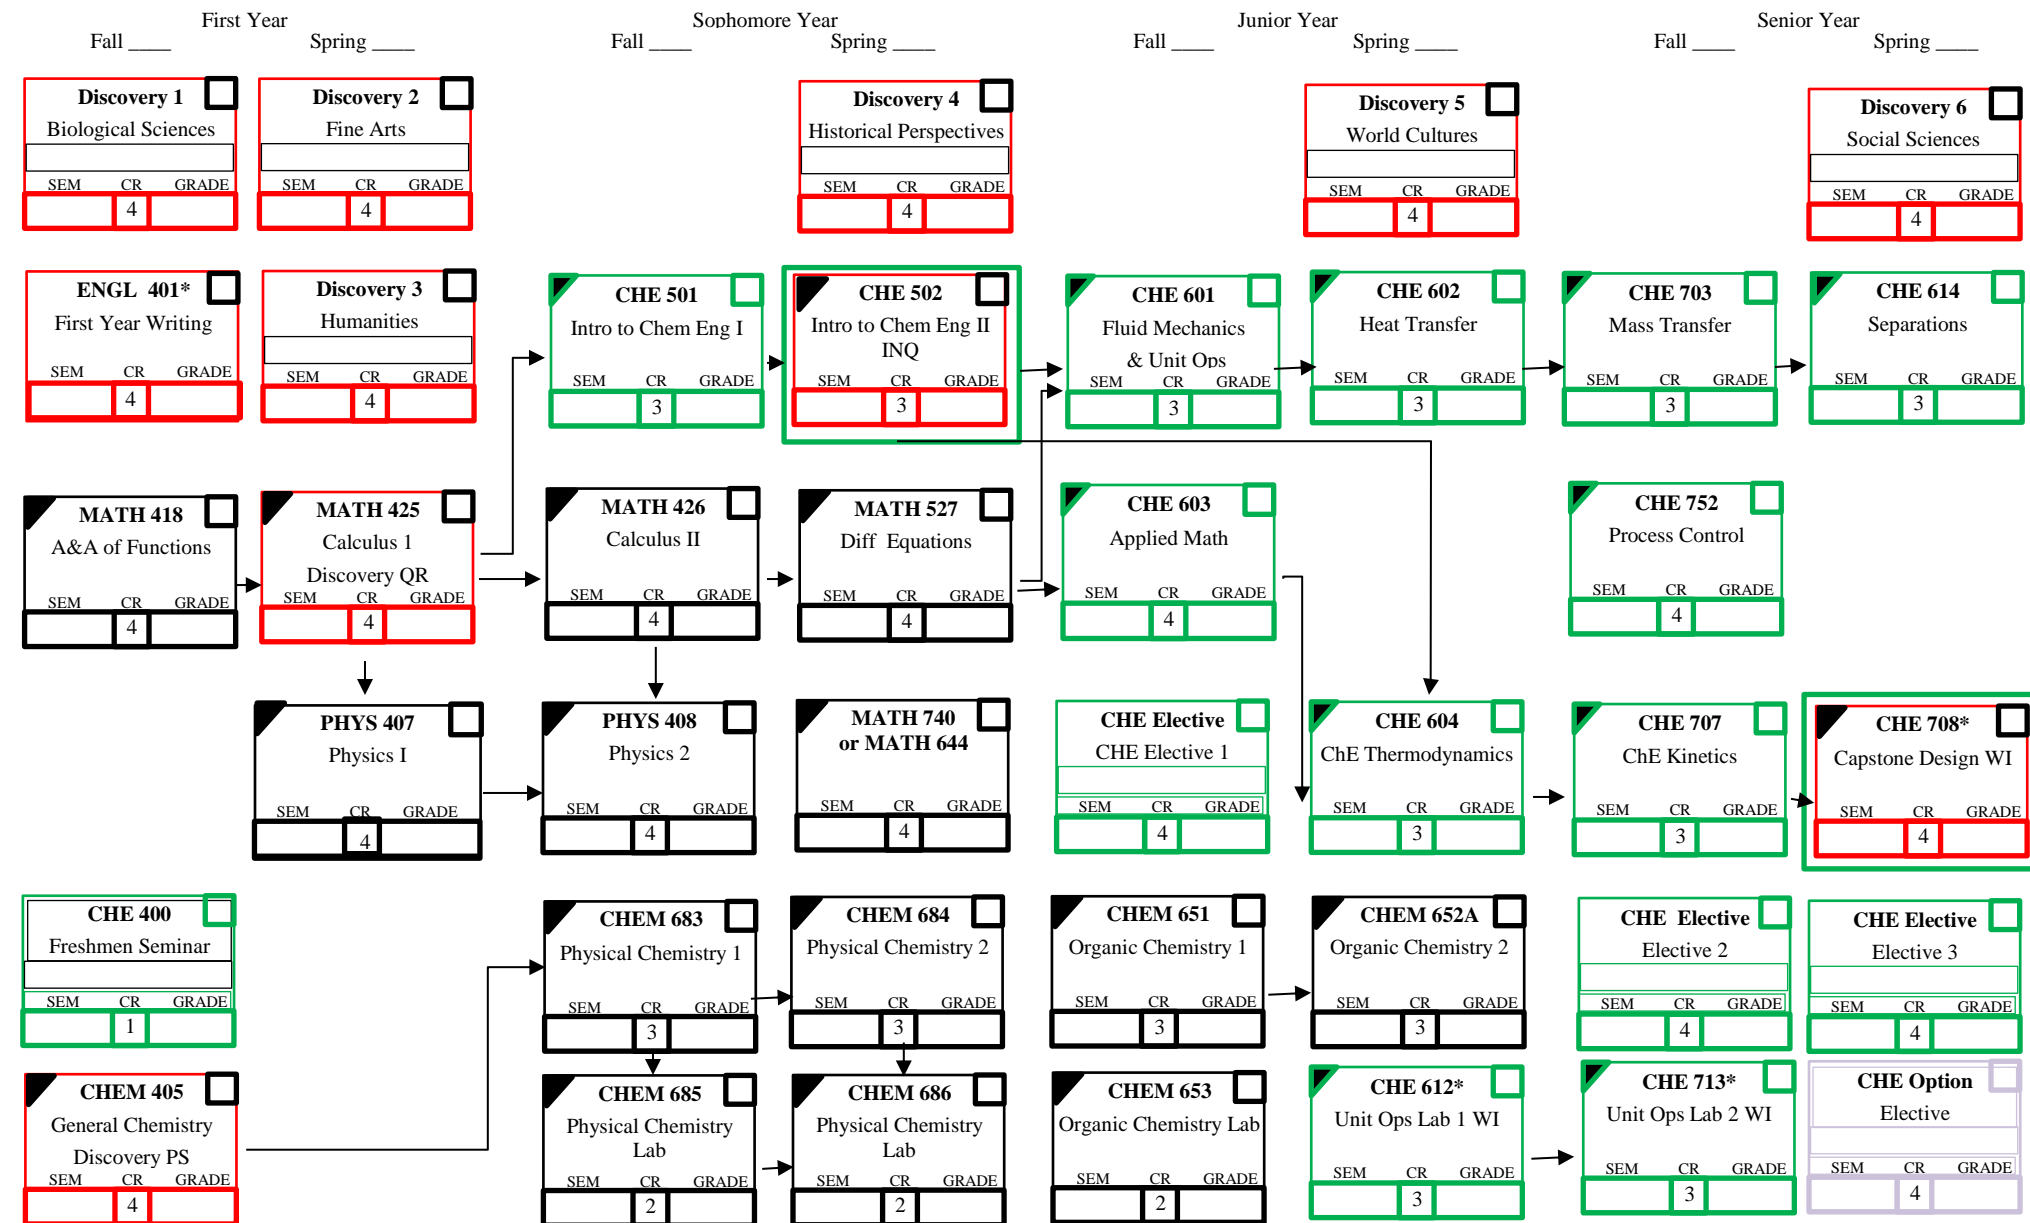 First Year
Sophomore Year
Junior Year
Senior Year
Fall ____
Spring ____
Fall ____
Spring ____
Fall ____
Spring ____
Fall ____
Spring ____
Discovery 1
Biological Sciences
SEM CR GRADE
4
Discovery 2
Fine Arts
SEM CR GRADE
4
Discovery 4
Historical Perspectives
SEM CR GRADE
4
Discovery 5
World Cultures
SEM CR GRADE
4
Discovery 6
Social Sciences
SEM CR GRADE
4
ENGL 401*
First Year Writing
SEM CR GRADE
4
Discovery 3
Humanities
SEM CR GRADE
4
CHE 501
Intro to Chem Eng I
SEM CR GRADE
3
CHE 502
Intro to Chem Eng II
INQ
SEM CR GRADE
3
CHE 601
Fluid Mechanics
& Unit Ops
SEM CR GRADE
3
CHE 602
Heat Transfer
SEM CR GRADE
3
CHE 703
Mass Transfer
SEM CR GRADE
3
CHE 614
Separations
SEM CR GRADE
3
MATH 418
A&A of Functions
SEM CR GRADE
4
MATH 425
Calculus 1
Discovery QR
SEM CR GRADE
4
MATH 426
Calculus II
SEM CR GRADE
4
MATH 527
Diff Equations
SEM CR GRADE
4
CHE 603
Applied Math
SEM CR GRADE
4
CHE 752
Process Control
SEM CR GRADE
4
PHYS 407
Physics I
SEM CR GRADE
4
PHYS 408
Physics 2
SEM CR GRADE
4
MATH 740
or MATH 644
SEM CR GRADE
4
CHE Elective
CHE Elective 1
SEM CR GRADE
4
CHE 604
ChE Thermodynamics
SEM CR GRADE
3
CHE 707
ChE Kinetics
SEM CR GRADE
3
CHE 708*
Capstone Design WI
SEM CR GRADE
4
CHE 400
Freshmen Seminar
SEM CR GRADE
1
CHEM 683
Physical Chemistry 1
SEM CR GRADE
3
CHEM 684
Physical Chemistry 2
SEM CR GRADE
3
CHEM 651
Organic Chemistry 1
SEM CR GRADE
3
CHEM 652A
Organic Chemistry 2
SEM CR GRADE
3
CHE Elective
Elective 2
SEM CR GRADE
4
CHE Elective
Elective 3
SEM CR GRADE
4
CHEM 405
General Chemistry
Discovery PS
SEM CR GRADE
4
CHEM 685
Physical Chemistry
Lab
SEM CR GRADE
2
CHEM 686
Physical Chemistry
Lab
SEM CR GRADE
2
CHEM 653
Organic Chemistry Lab
SEM CR GRADE
2
CHE 612*
Unit Ops Lab 1 WI
SEM CR GRADE
3
CHE 713*
Unit Ops Lab 2 WI
SEM CR GRADE
3
CHE Option
Elective
SEM CR GRADE
4